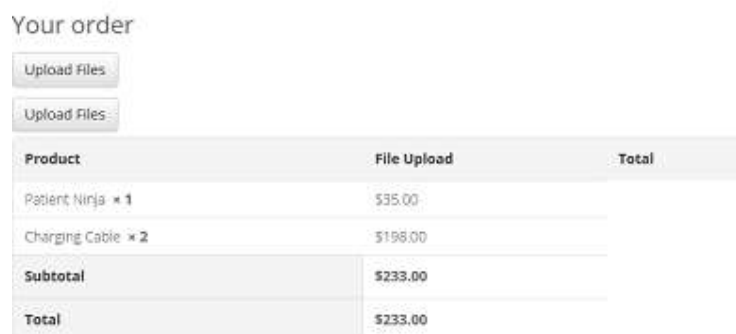 Your order
Upload Files
Upload Files
Product File Upload Total
Patient Ninja × 1 $35.00
Charging Cable × 2 $198.00
Subtotal $233.00
Total $233.00